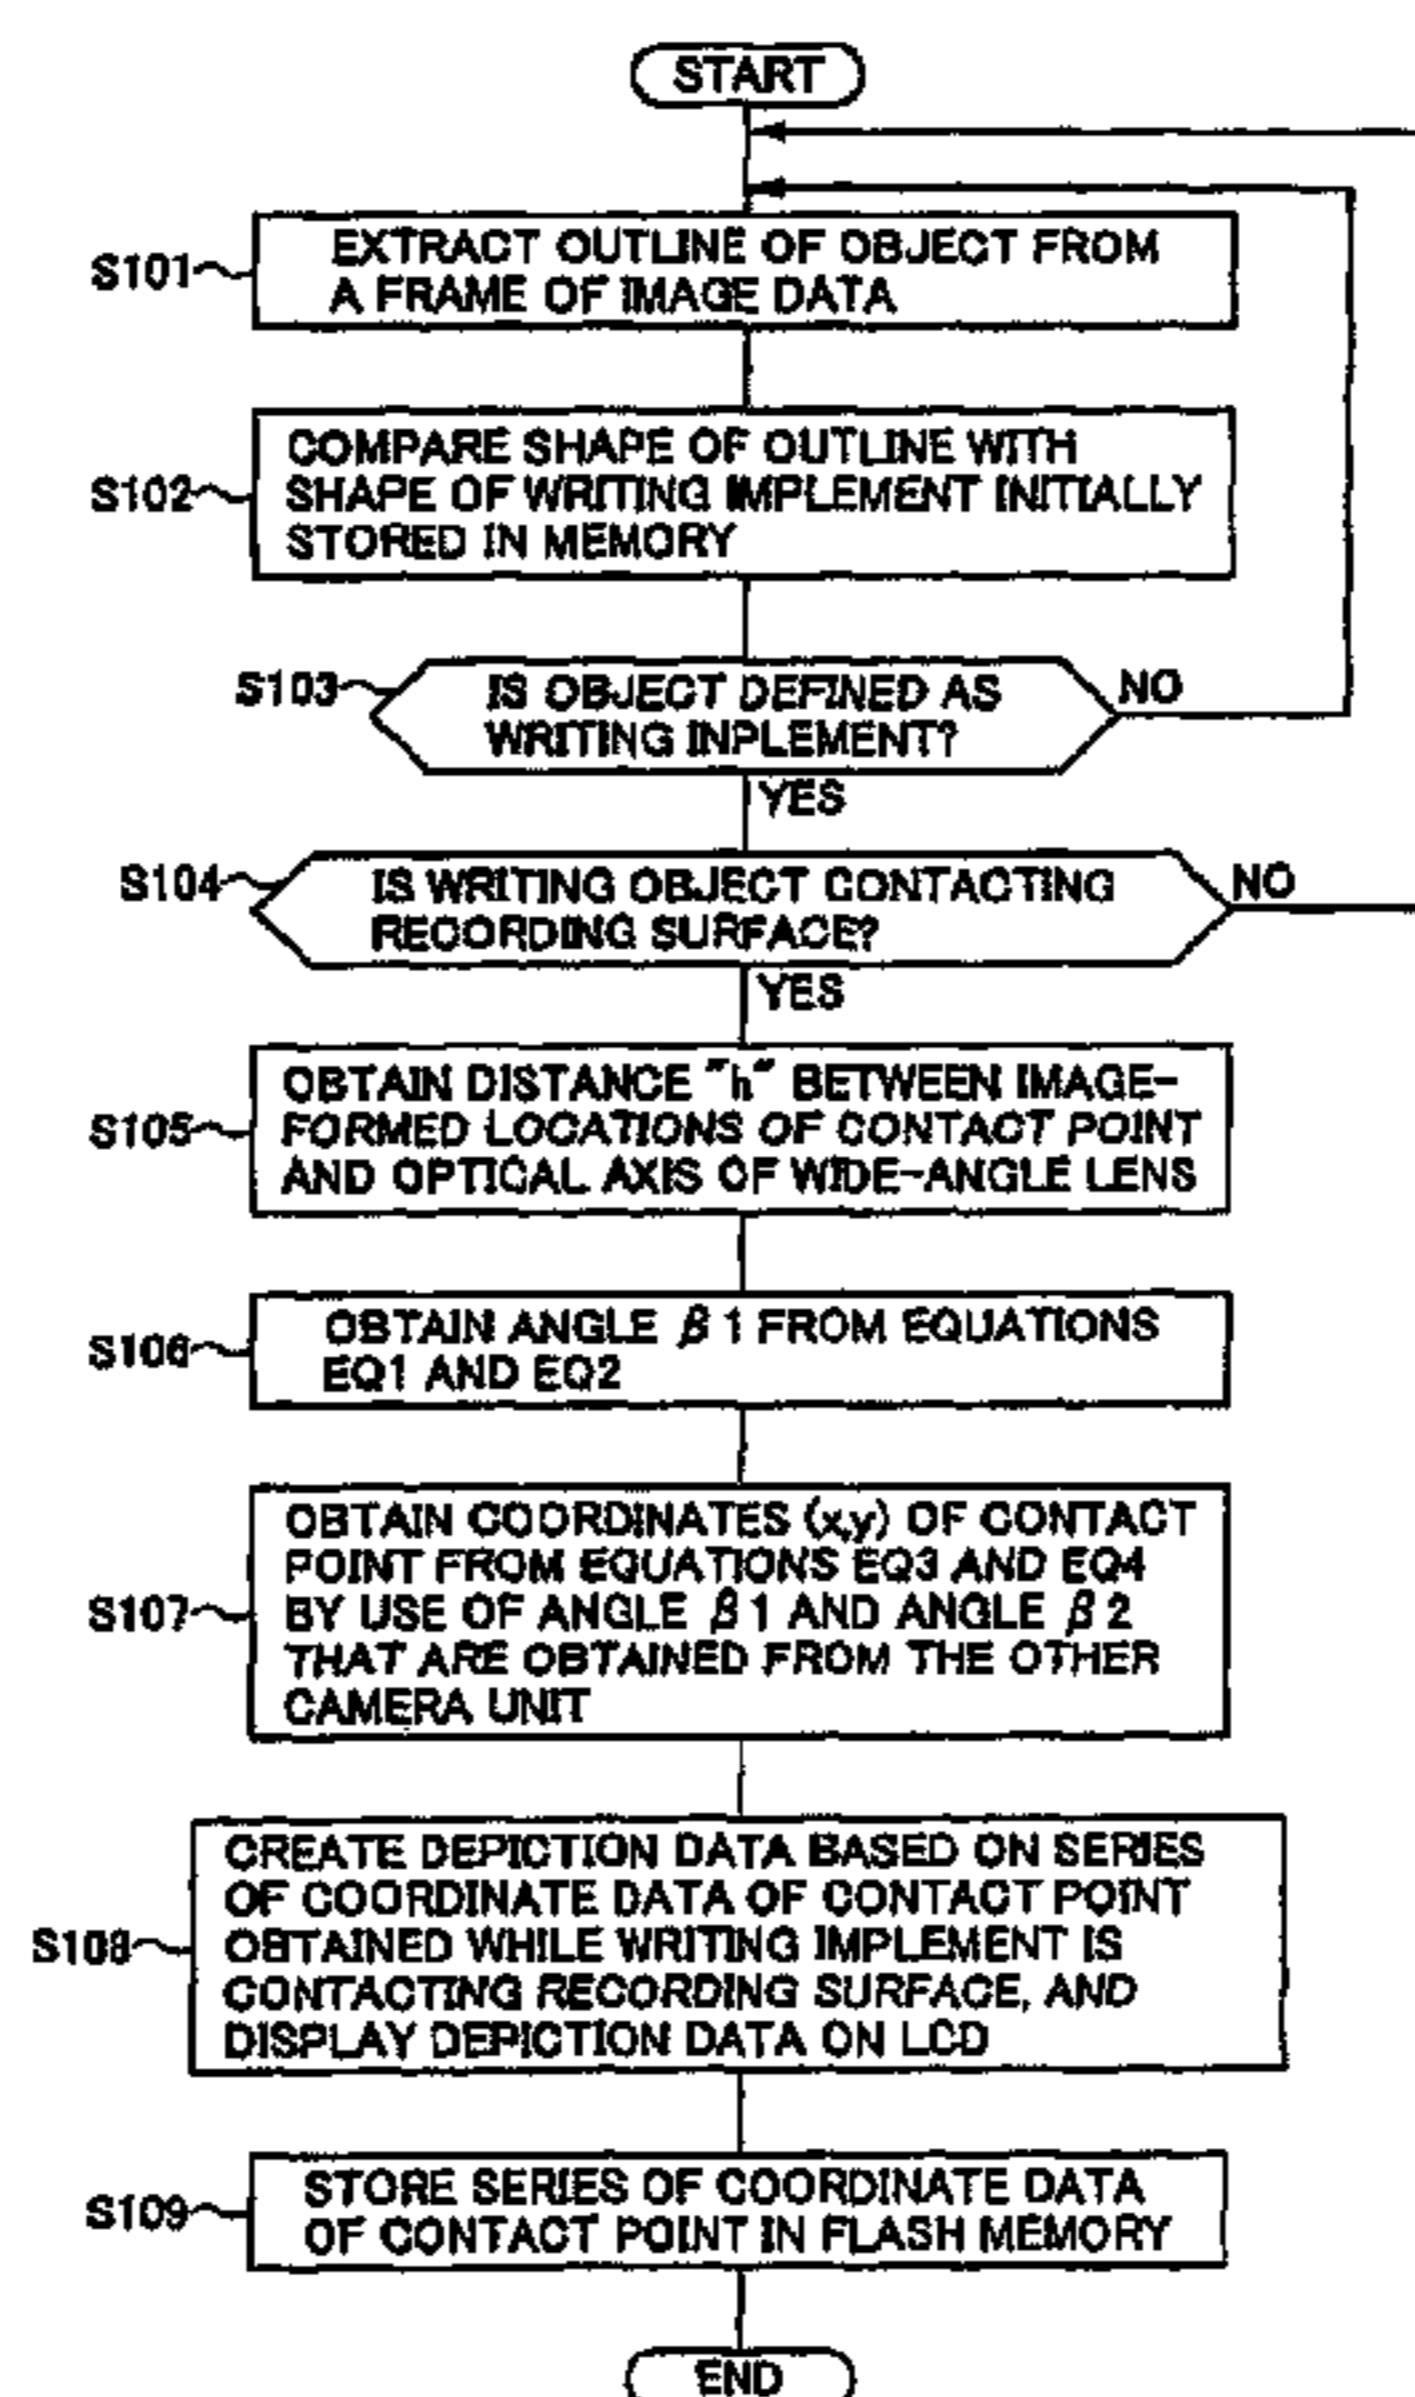 START
S101
EXTRACT OUTLINE OF OBJECT FROM
A FRAME OF IMAGE DATA
S102
COMPARE SHAPE OF OUTLINE WITH
SHAPE OF WRITING IMPLEMENT INITIALLY
STORED IN MEMORY
S103
IS OBJECT DEFINED AS
WRITING INPLEMENT?
NO
YES
S104
IS WRITING OBJECT CONTACTING
RECORDING SURFACE?
NO
YES
S105
OBTAIN DISTANCE "h" BETWEEN IMAGE-
FORMED LOCATIONS OF CONTACT POINT
AND OPTICAL AXIS OF WIDE-ANGLE LENS
S106
OBTAIN ANGLE β1 FROM EQUATIONS
EQ1 AND EQ2
S107
OBTAIN COORDINATES (x,y) OF CONTACT
POINT FROM EQUATIONS EQ3 AND EQ4
BY USE OF ANGLE β1 AND ANGLE β2
THAT ARE OBTAINED FROM THE OTHER
CAMERA UNIT
S108
CREATE DEPICTION DATA BASED ON SERIES
OF COORDINATE DATA OF CONTACT POINT
OBTAINED WHILE WRITING IMPLEMENT IS
CONTACTING RECORDING SURFACE, AND
DISPLAY DEPICTION DATA ON LCD
S109
STORE SERIES OF COORDINATE DATA
OF CONTACT POINT IN FLASH MEMORY
END